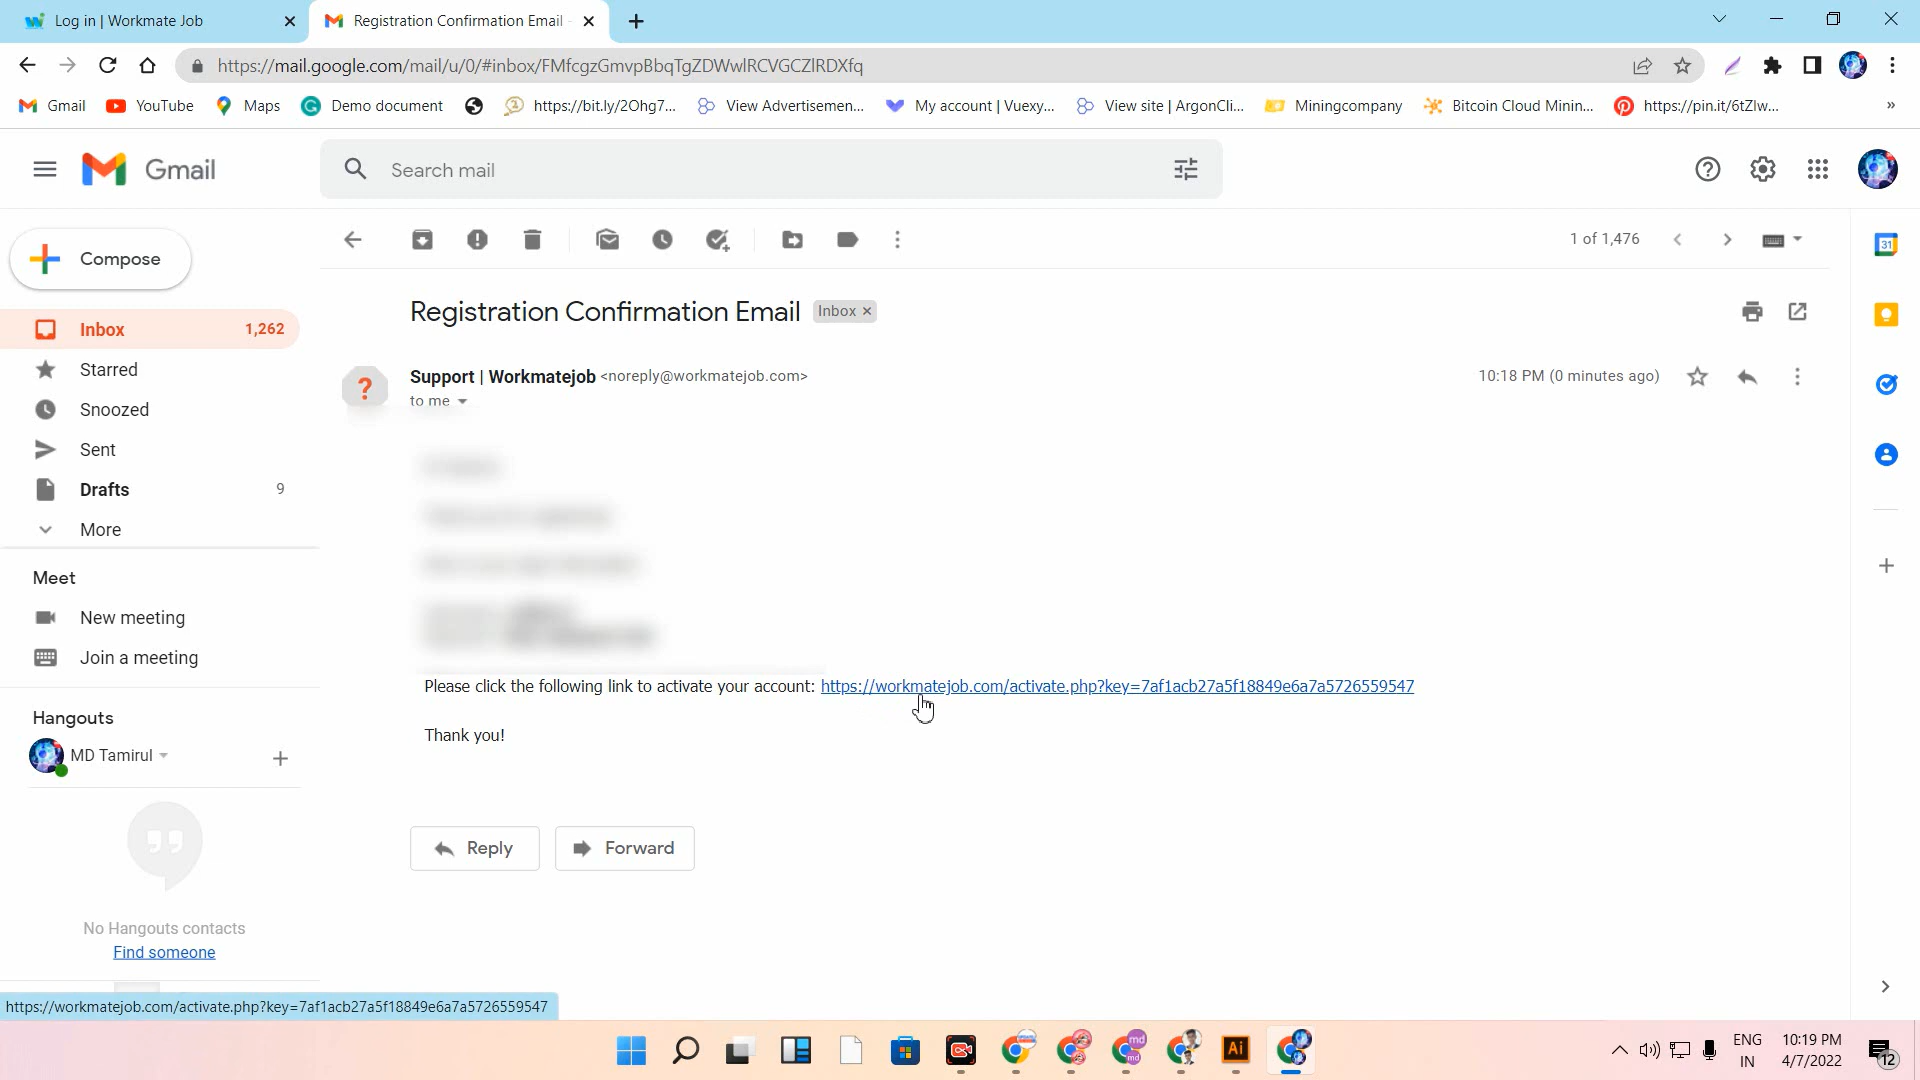 Log in | Workmate Job
Registration Confirmation Email
https://mail.google.com/mail/u/0/#inbox/FMfcgzGmvpBbqTgZDWwlRCVGCZlRDXfq
Gmail
YouTube
Maps
Demo document
https://bit.ly/2Ohg7...
View Advertisemen...
My account | Vuexy...
View site | ArgonCli...
Miningcompany
Bitcoin Cloud Minin...
https://pin.it/6tZlw...
Gmail
Search mail
Compose
1 of 1,476
Inbox 1,262
Starred
Snoozed
Sent
Drafts 9
More
Meet
New meeting
Join a meeting
Hangouts
MD Tamirul
No Hangouts contacts
Find someone
Registration Confirmation Email Inbox
Support | Workmatejob <noreply@workmatejob.com>
10:18 PM (0 minutes ago)
to me
Please click the following link to activate your account: https://workmatejob.com/activate.php?key=7af1acb27a5f18849e6a7a5726559547
Thank you!
Reply
Forward
31
https://workmatejob.com/activate.php?key=7af1acb27a5f18849e6a7a5726559547
md
md
Ai
ENG
IN
10:19 PM
4/7/2022
12